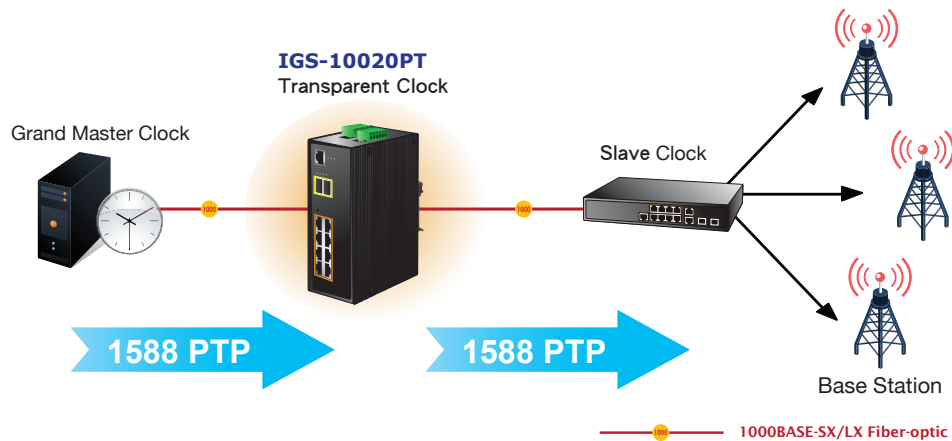 IGS-10020PT
Transparent Clock
Grand Master Clock
Slave Clock
1000
1000
1588 PTP
1588 PTP
Base Station
1000
1000BASE-SX/LX Fiber-optic